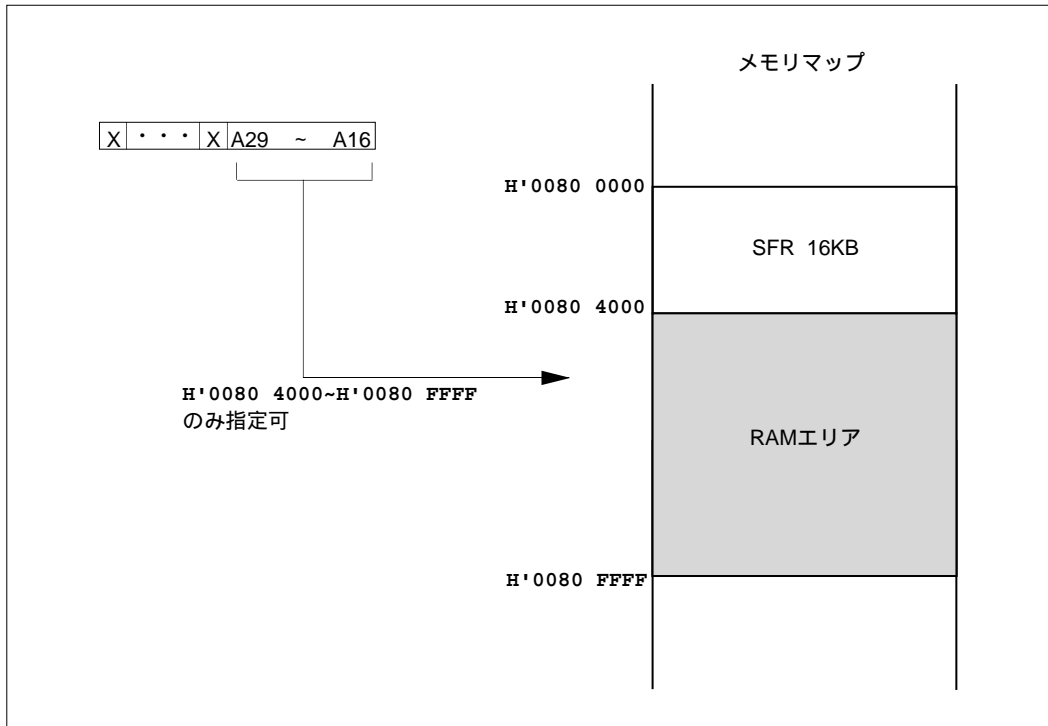 メモリマップ
X ・・・ X A29 ~ A16
H'0080 0000
SFR 16KB
H'0080 4000
H'0080 4000~H'0080 FFFF
のみ指定可
RAMエリア
H'0080 FFFF